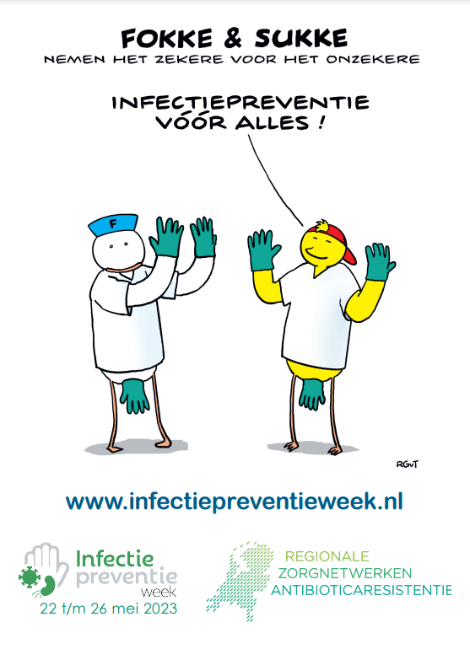 FOKKE & SUKKE
NEMEN HET ZEKERE VOOR HET ONZEKERE
INFECTIEPREVENTIE
VÓÓR ALLES !
F
RGvT
www.infectiepreventieweek.nl
Infectie
preventie
week
22 t/m 26 mei 2023
REGIONALE
ZORGNETWERKEN
ANTIBIOTICARESISTENTIE